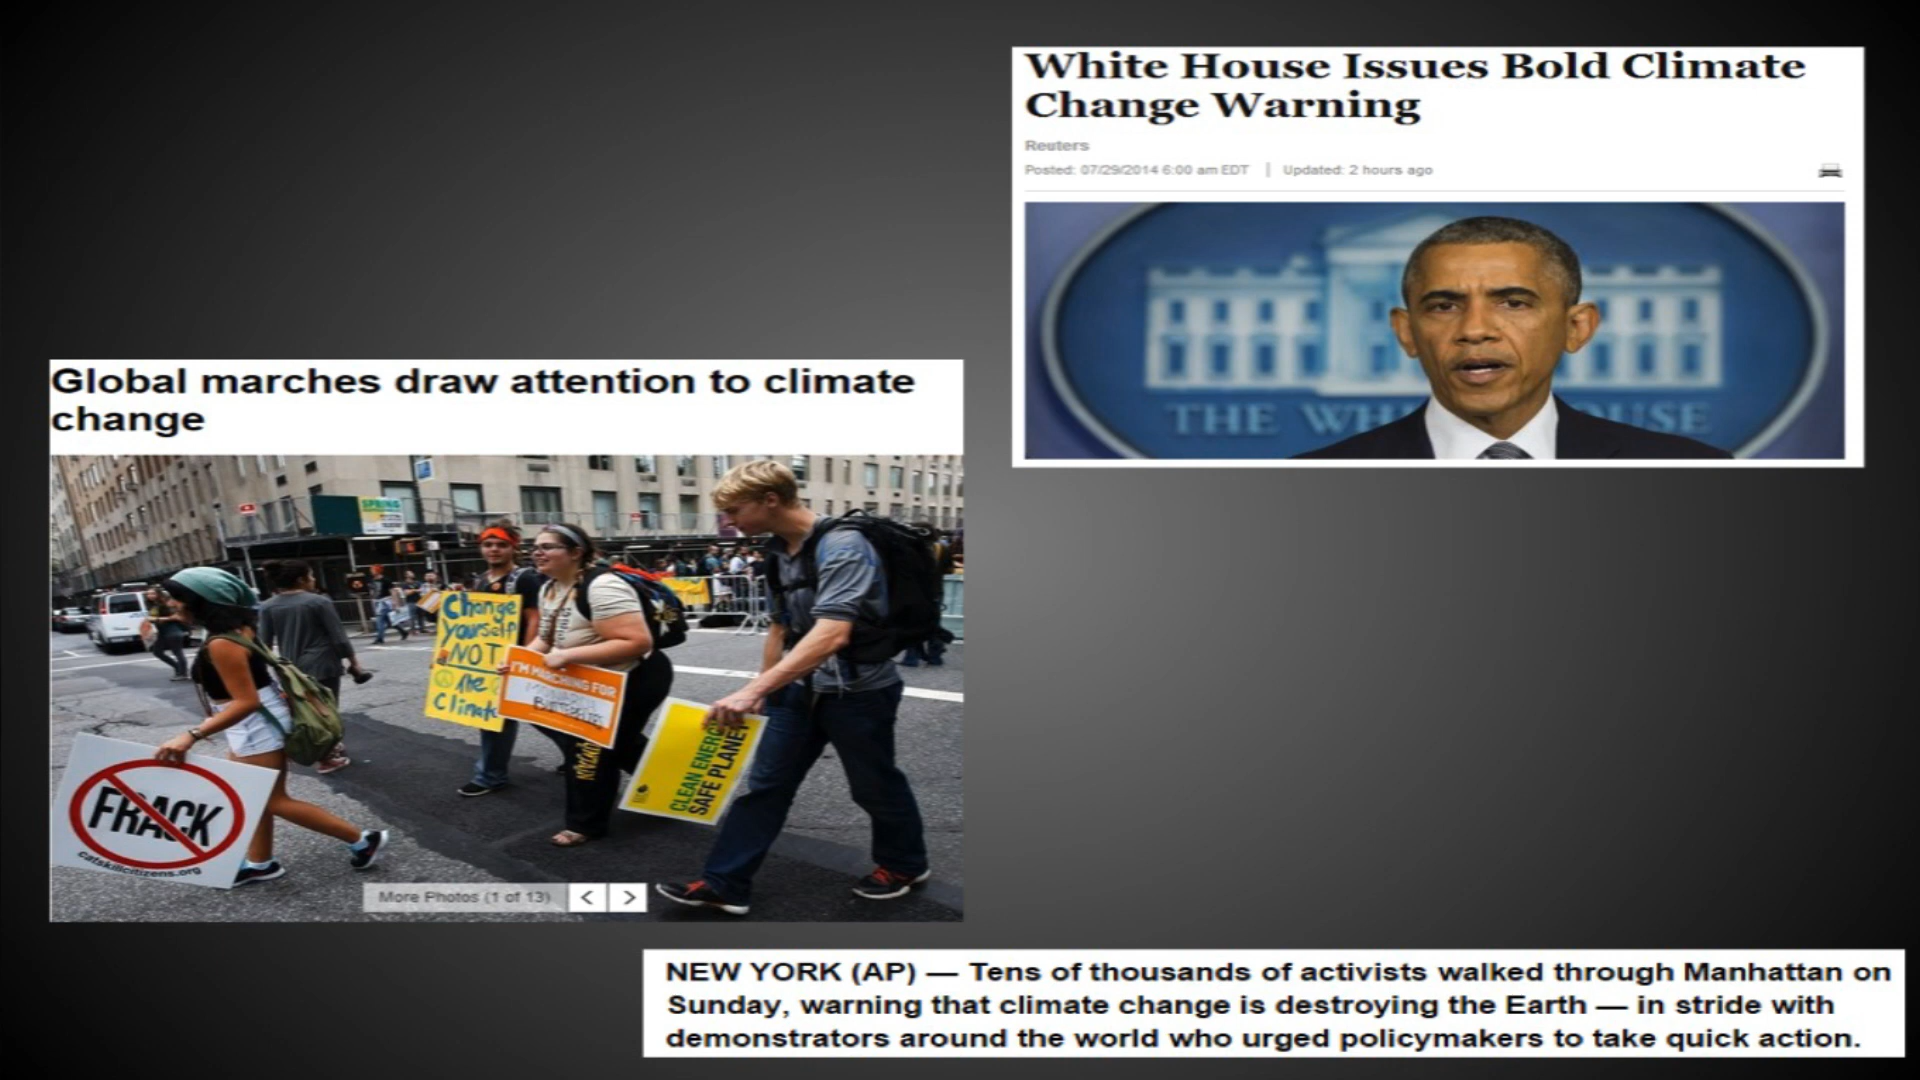 White House Issues Bold Climate
Change Warning
Reuters
Posted: 07/29/2014 6:00 am EDT | Updated: 2 hours ago
THE WH OUSE
Global marches draw attention to climate
change
SPRING
Change
yourself
NOT
the
Climate
I'M MARCHING FOR
MONARCH
BUTTERFLIES
CLEAN ENERGY
SAFE PLANET
FRACK
catskillcitizens.org
More Photos (1 of 13) < >
NEW YORK (AP) — Tens of thousands of activists walked through Manhattan on
Sunday, warning that climate change is destroying the Earth — in stride with
demonstrators around the world who urged policymakers to take quick action.